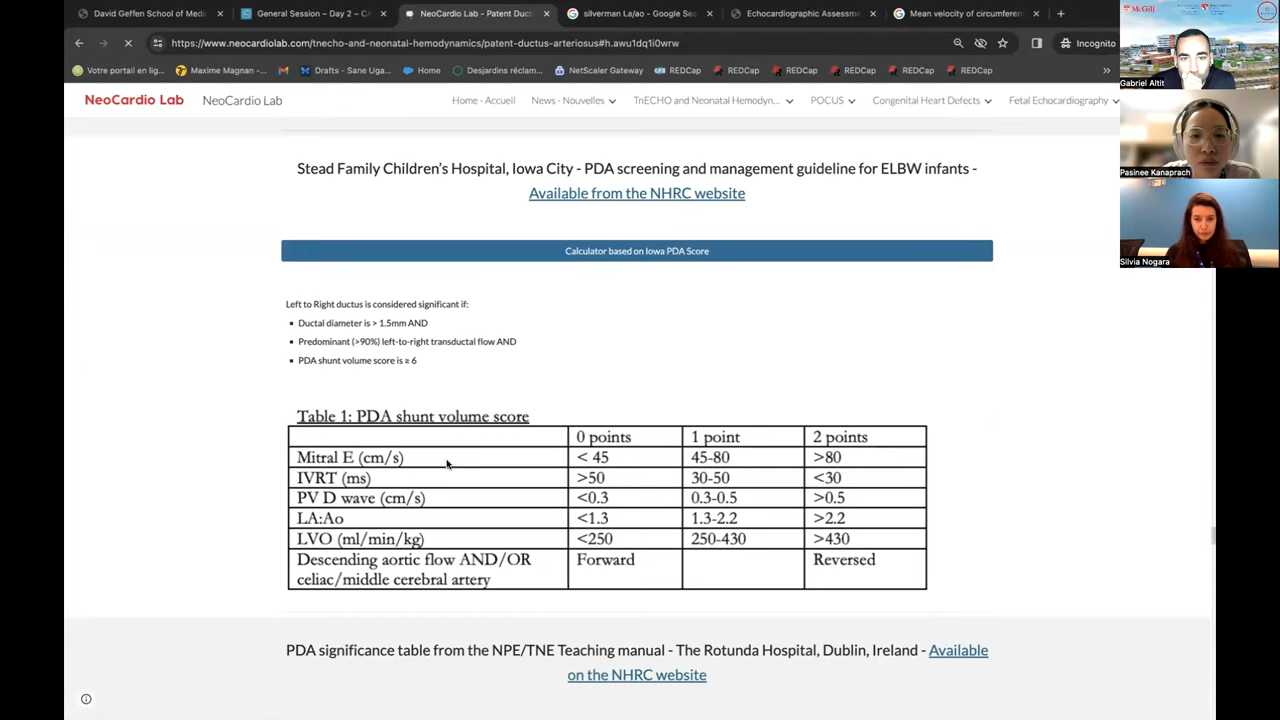 David Geffen School of Medi
General Session – Day 2 – Cl
NeoCardio Lab - Patent Duct
silverman La/ao - Google Sea
Ecocardiographic Assessm
Mean velocity of circumferen
https://www.neocardiolab.com/tnecho-and-neonatal-hemodynamics/patent-ductus-arteriosus#h.awu1dq1i0wrw
Incognito
Votre portail en lig...
Maxime Magnan -...
Drafts - Sane Uga...
Home
Desjardins réclam...
NetScaler Gateway
REDCap
REDCap
REDCap
REDCap
REDCap
REDCap
NeoCardio Lab
NeoCardio Lab
Home - Accueil
News - Nouvelles
TnECHO and Neonatal Hemodyn...
POCUS
Congenital Heart Defects
Fetal Echocardiography
McGill
Gabriel Altit
Pasinee Kanaprach
Silvia Nogara
Stead Family Children's Hospital, Iowa City - PDA screening and management guideline for ELBW infants -
Available from the NHRC website
Calculator based on Iowa PDA Score
Left to Right ductus is considered significant if:
▪ Ductal diameter is > 1.5mm AND
▪ Predominant (>90%) left-to-right transductal flow AND
▪ PDA shunt volume score is ≥ 6
Table 1: PDA shunt volume score
0 points 1 point 2 points
Mitral E (cm/s) < 45 45-80 >80
IVRT (ms) >50 30-50 <30
PV D wave (cm/s) <0.3 0.3-0.5 >0.5
LA:Ao <1.3 1.3-2.2 >2.2
LVO (ml/min/kg) <250 250-430 >430
Descending aortic flow AND/OR Forward Reversed
celiac/middle cerebral artery
PDA significance table from the NPE/TNE Teaching manual - The Rotunda Hospital, Dublin, Ireland - Available
on the NHRC website